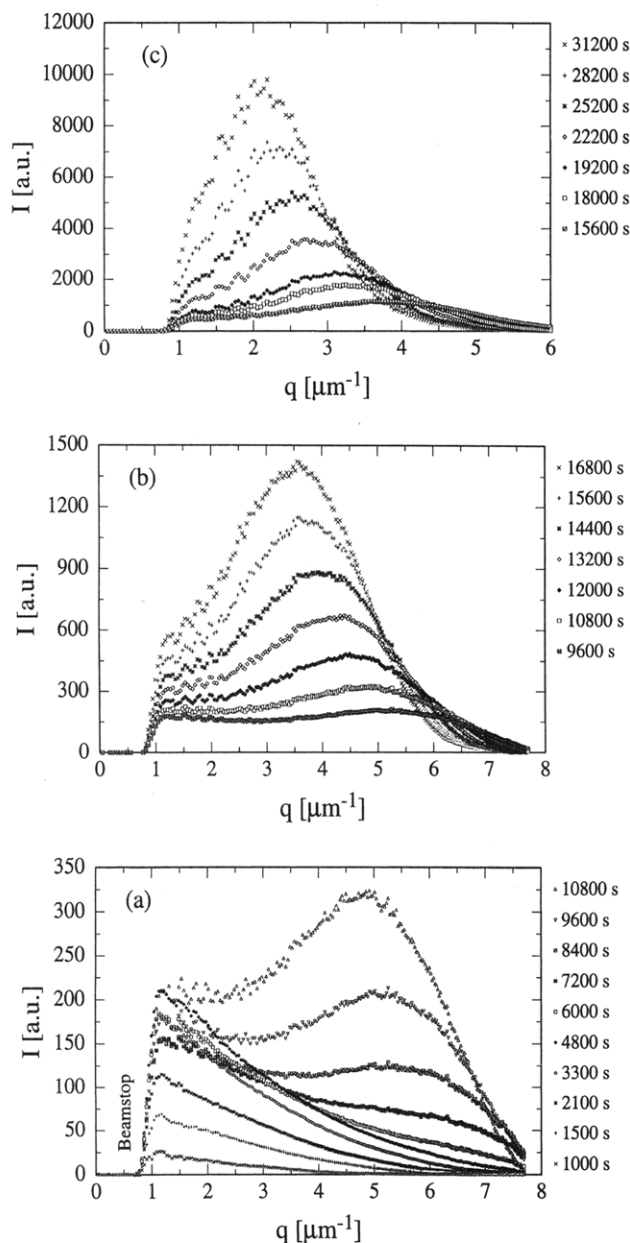 (c)
I [a.u.]
12000
10000
8000
6000
4000
2000
0
0 1 2 3 4 5 6
q [μm⁻¹]
× 31200 s
+ 28200 s
× 25200 s
◇ 22200 s
◆ 19200 s
□ 18000 s
▫ 15600 s
(b)
I [a.u.]
1500
1200
900
600
300
0
0 1 2 3 4 5 6 7 8
q [μm⁻¹]
× 16800 s
+ 15600 s
× 14400 s
◇ 13200 s
◆ 12000 s
□ 10800 s
▫ 9600 s
(a)
I [a.u.]
350
300
250
200
150
100
50
0
Beamstop
0 1 2 3 4 5 6 7 8
q [μm⁻¹]
10800 s
9600 s
8400 s
7200 s
6000 s
4800 s
3300 s
2100 s
1500 s
1000 s